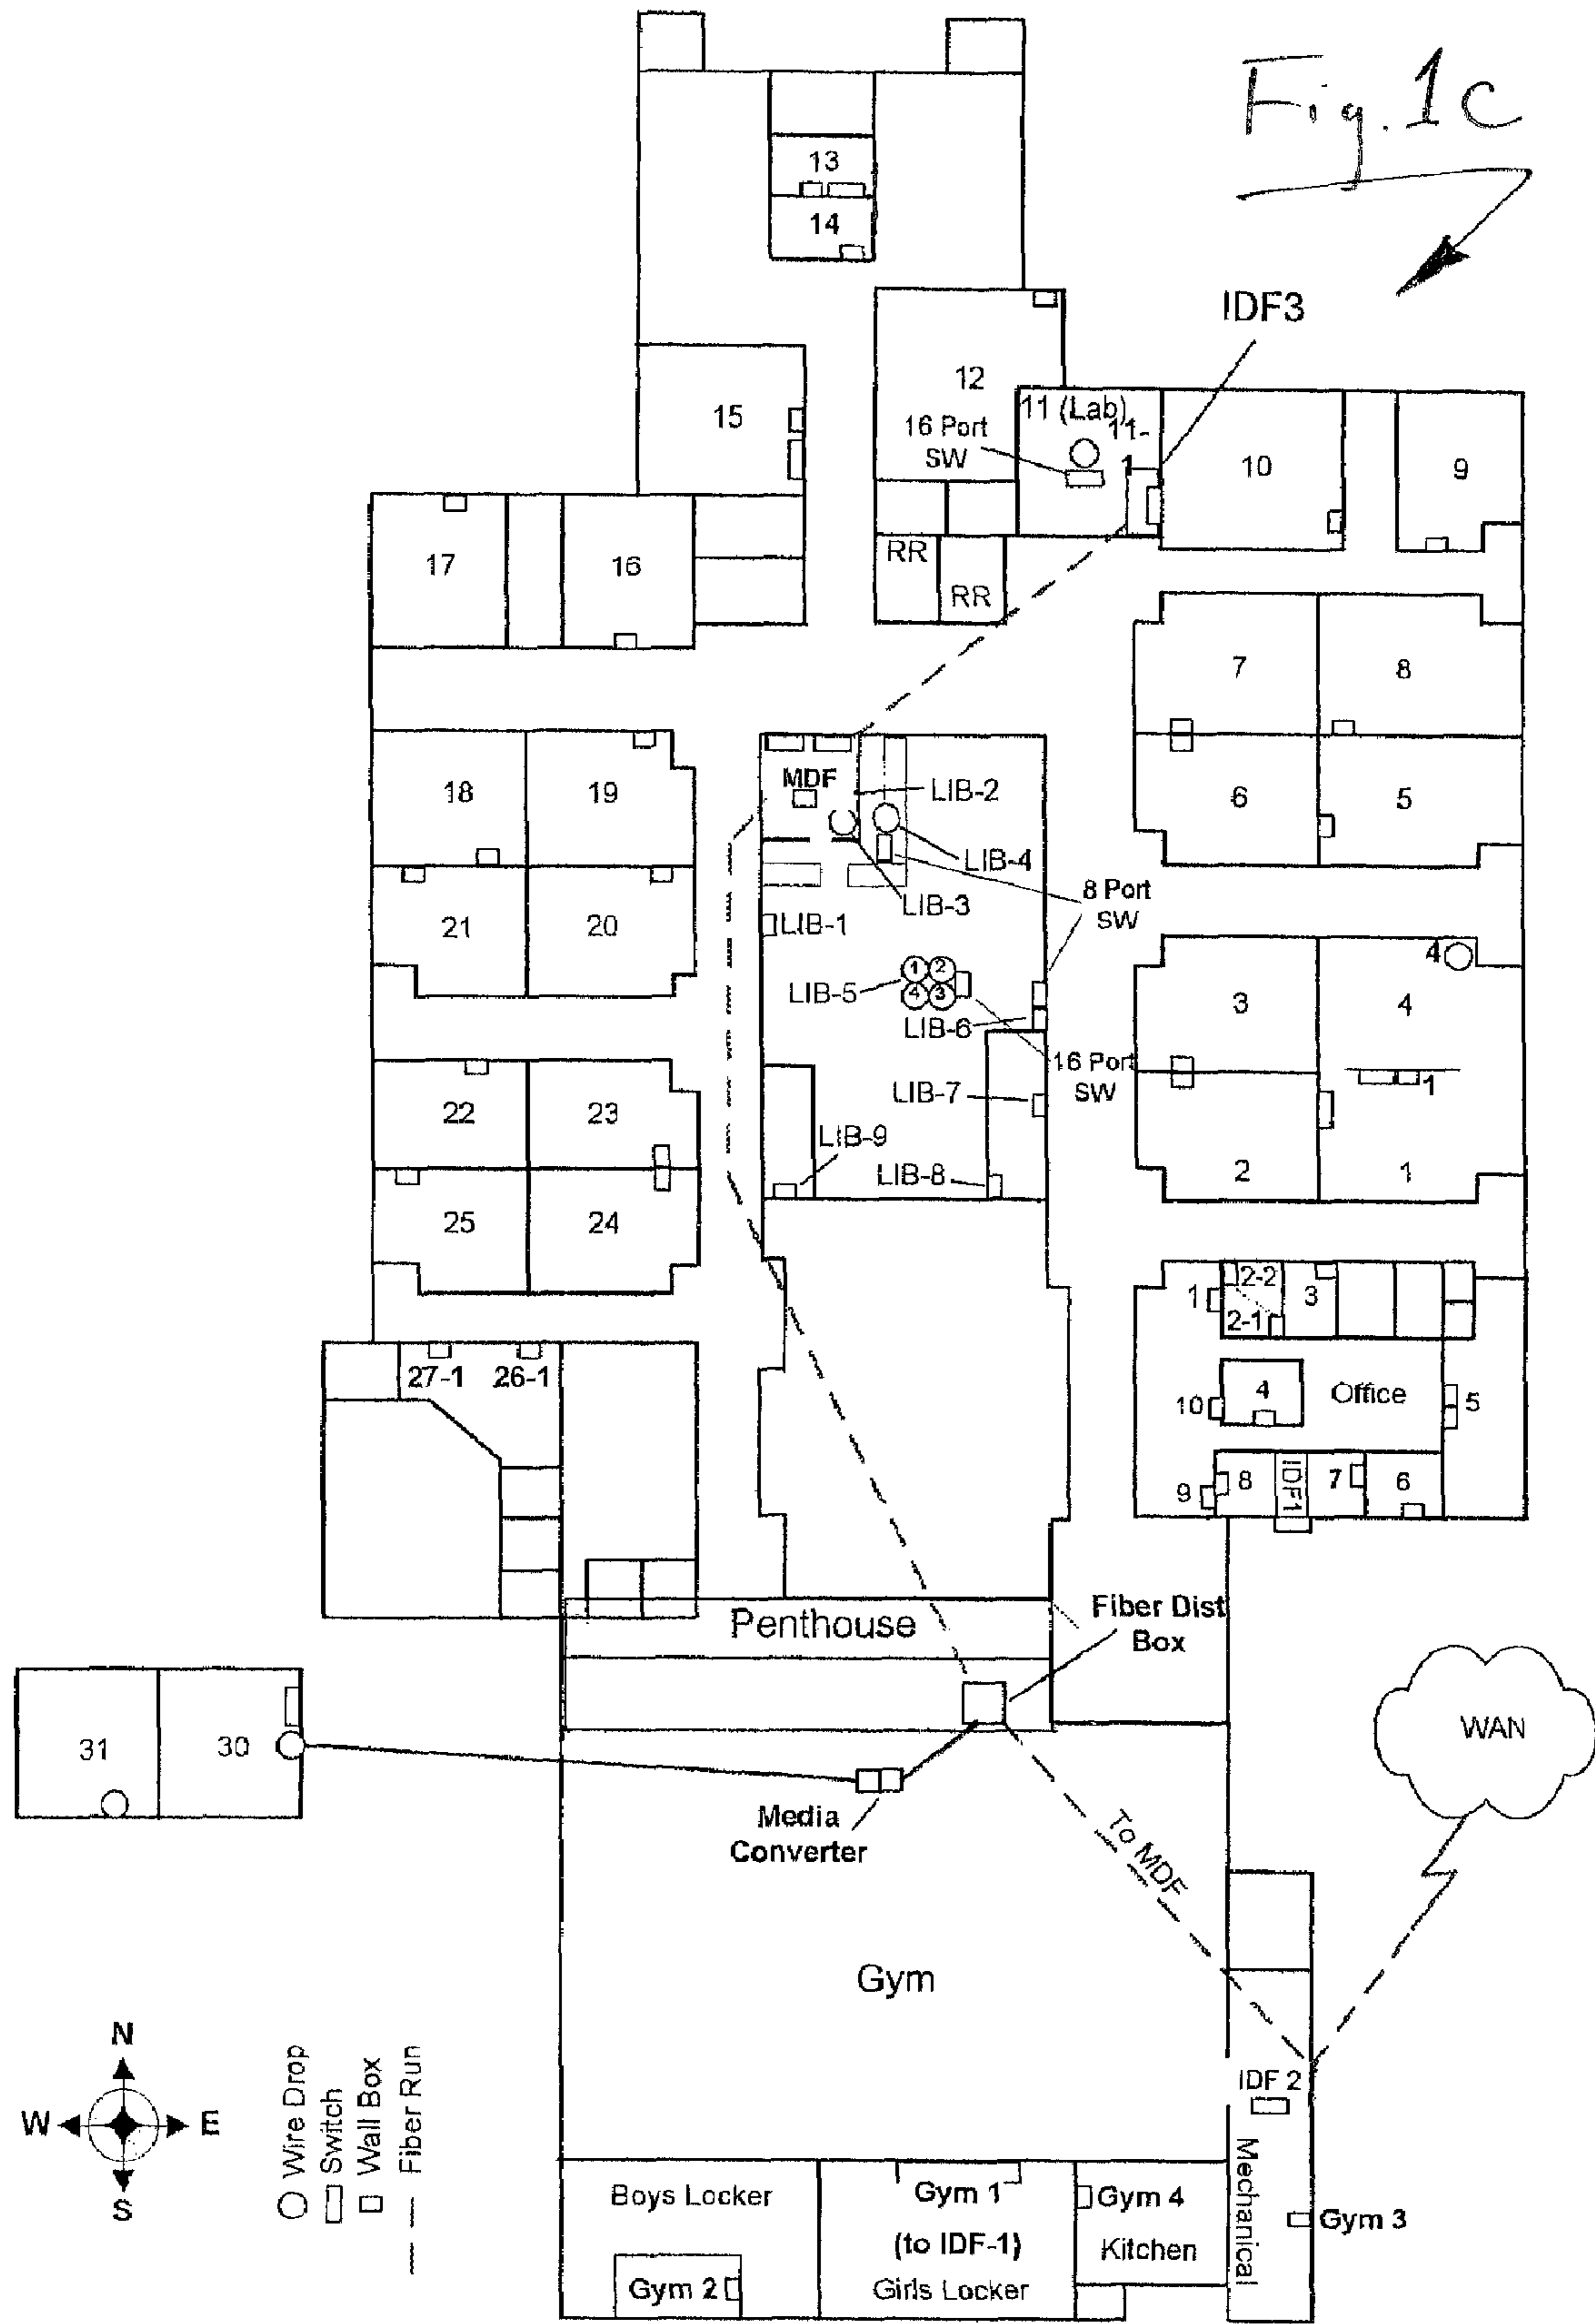 Fig. 1c
13
14
IDF3
12
11 (Lab)
11-
1
16 Port
SW
15
10
9
17
16
RR
RR
7
8
MDF
LIB-2
18
19
6
5
LIB-4
8 Port
SW
LIB-3
LIB-1
21
20
4
1 2
4 3
LIB-5
3
4
LIB-6
16 Port
SW
1
LIB-7
22
23
LIB-9
LIB-8
2
1
25
24
2-2
1
3
2-1
27-1
26-1
4
Office
10
5
8
IDF1
7
6
9
Penthouse
Fiber Dist
Box
WAN
31
30
Media
Converter
To MDF
Gym
N
W
E
S
Wire Drop
Switch
Wall Box
Fiber Run
IDF 2
Mechanical
Boys Locker
Gym 1
(to IDF-1)
Girls Locker
Gym 4
Kitchen
Gym 3
Gym 2